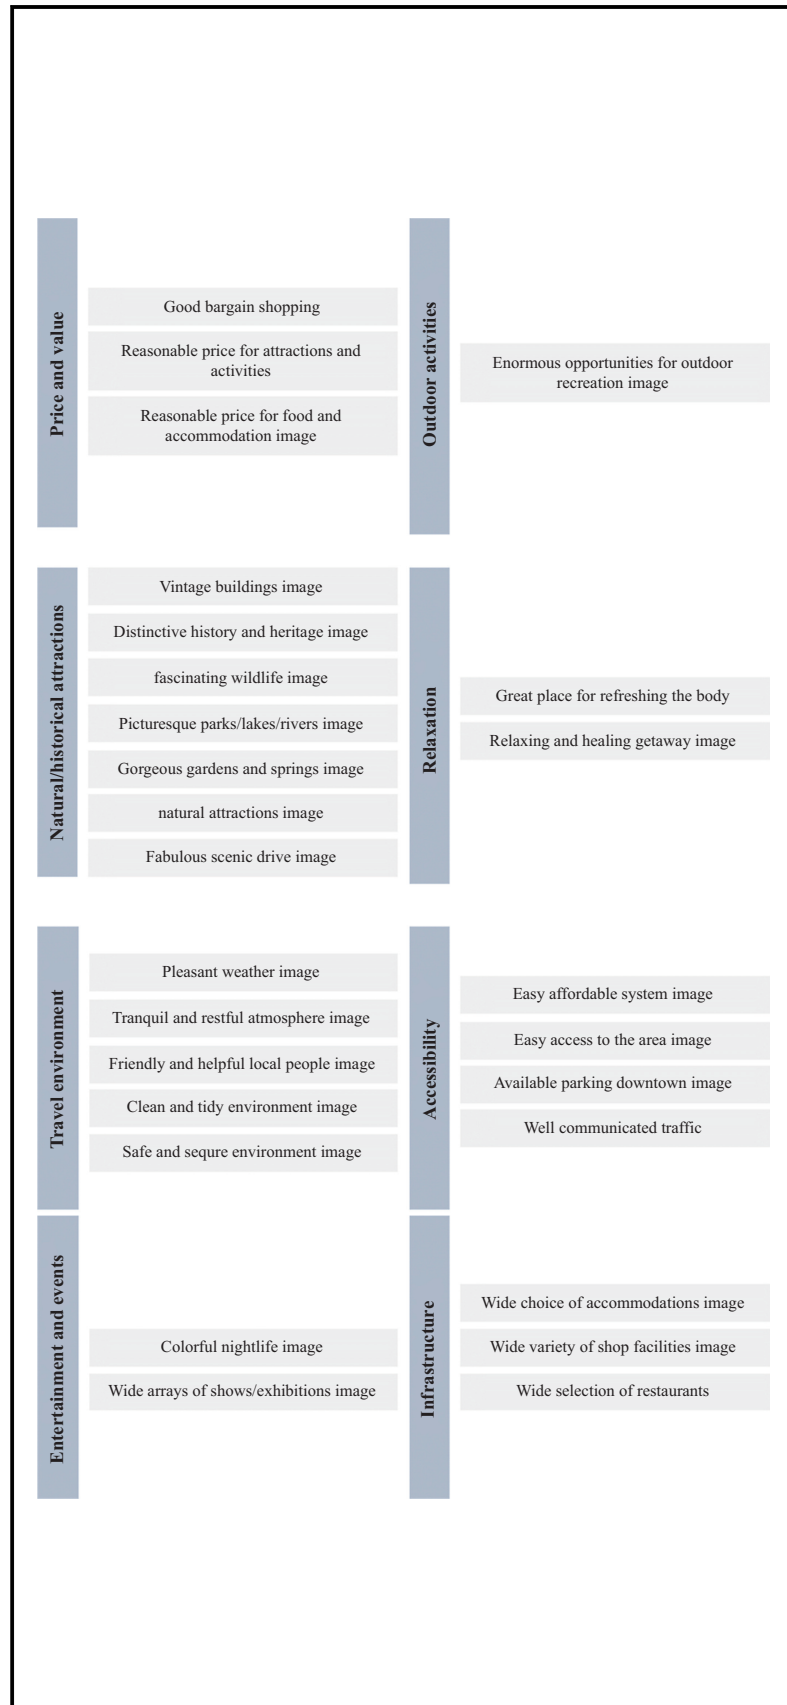 Price and value
Good bargain shopping
Reasonable price for attractions and
activities
Reasonable price for food and
accommodation image
Outdoor activities
Enormous opportunities for outdoor
recreation image
Natural/historical attractions
Vintage buildings image
Distinctive history and heritage image
fascinating wildlife image
Picturesque parks/lakes/rivers image
Gorgeous gardens and springs image
natural attractions image
Fabulous scenic drive image
Relaxation
Great place for refreshing the body
Relaxing and healing getaway image
Travel environment
Pleasant weather image
Tranquil and restful atmosphere image
Friendly and helpful local people image
Clean and tidy environment image
Safe and sequre environment image
Accessibility
Easy affordable system image
Easy access to the area image
Available parking downtown image
Well communicated traffic
Entertainment and events
Colorful nightlife image
Wide arrays of shows/exhibitions image
Infrastructure
Wide choice of accommodations image
Wide variety of shop facilities image
Wide selection of restaurants